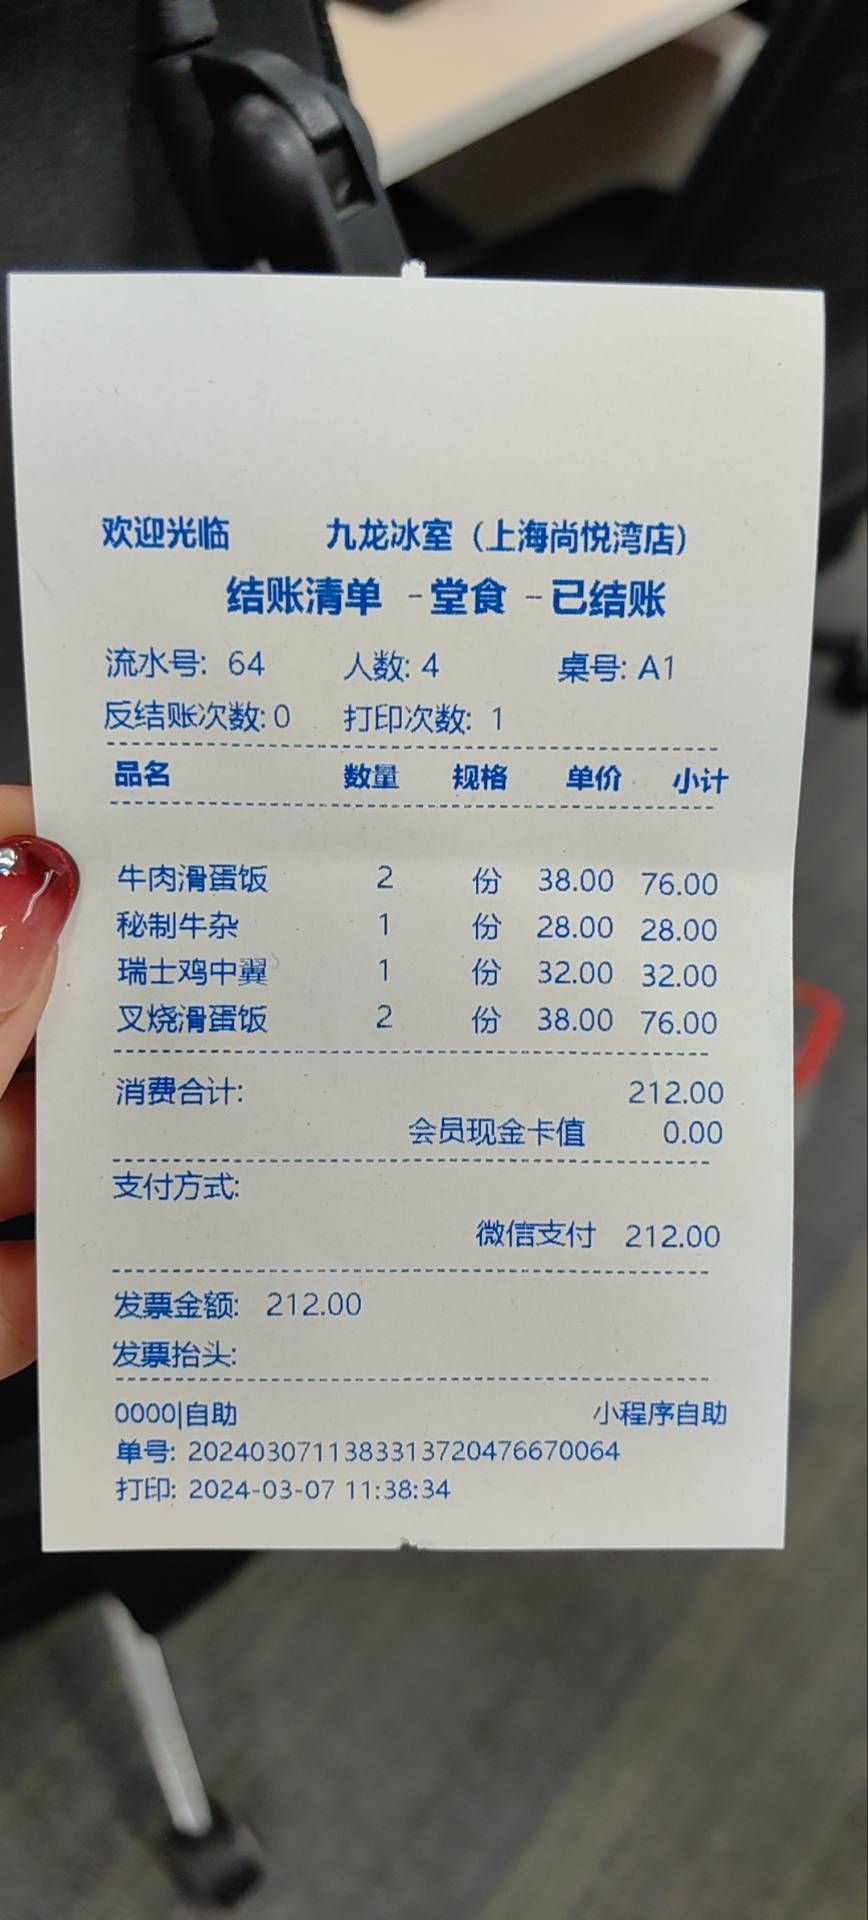 欢迎光临 九龙冰室（上海尚悦湾店）
结账清单 -堂食 -已结账
流水号: 64 人数: 4 桌号: A1
反结账次数: 0 打印次数: 1
品名 数量 规格 单价 小计
牛肉滑蛋饭 2 份 38.00 76.00
秘制牛杂 1 份 28.00 28.00
瑞士鸡中翼 1 份 32.00 32.00
叉烧滑蛋饭 2 份 38.00 76.00
消费合计: 212.00
会员现金卡值 0.00
支付方式:
微信支付 212.00
发票金额: 212.00
发票抬头:
0000|自助 小程序自助
单号: 2024030711383313720476670064
打印: 2024-03-07 11:38:34